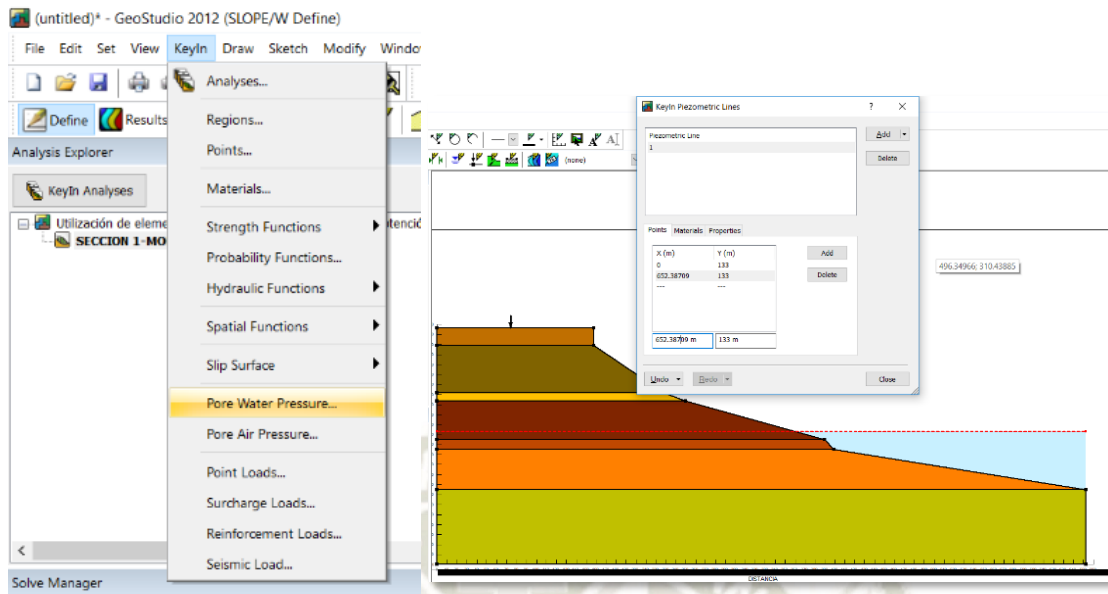 (untitled)* - GeoStudio 2012 (SLOPE/W Define)
File Edit Set View KeyIn Draw Sketch Modify Windo
Define Results
Analysis Explorer
KeyIn Analyses
Utilización de eleme
SECCION 1-MO
Solve Manager
Analyses...
Regions...
Points...
Materials...
Strength Functions
Probability Functions...
Hydraulic Functions
Spatial Functions
Slip Surface
Pore Water Pressure...
Pore Air Pressure...
Point Loads...
Surcharge Loads...
Reinforcement Loads...
Seismic Load...
tenció
(none)
KeyIn Piezometric Lines
Piezometric Line
1
Add
Delete
Points Materials Properties
X (m) Y (m)
0 133
652.38709 133
--- ---
Add
Delete
652.38709 m 133 m
Undo Redo Close
496.34966; 310.43885
DISTANCIA